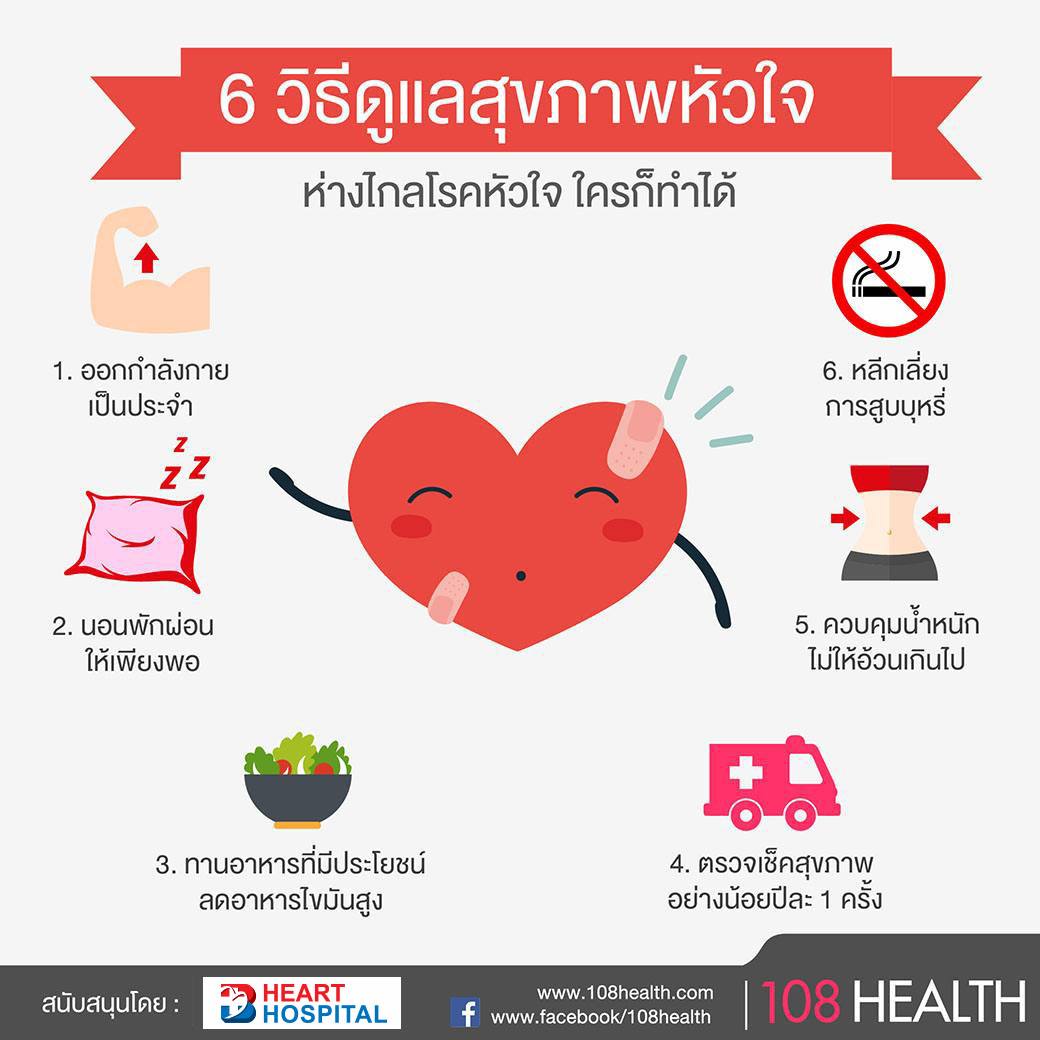 6 วิธีดูแลสุขภาพหัวใจ
ห่างไกลโรคหัวใจ ใครก็ทำได้
1. ออกกำลังกาย
เป็นประจำ
z
z z
2. นอนพักผ่อน
ให้เพียงพอ
3. ทานอาหารที่มีประโยชน์
ลดอาหารไขมันสูง
4. ตรวจเช็คสุขภาพ
อย่างน้อยปีละ 1 ครั้ง
5. ควบคุมน้ำหนัก
ไม่ให้อ้วนเกินไป
6. หลีกเลี่ยง
การสูบบุหรี่
สนับสนุนโดย :
HEART
HOSPITAL
f
www.108health.com
www.facebook/108health
108 HEALTH